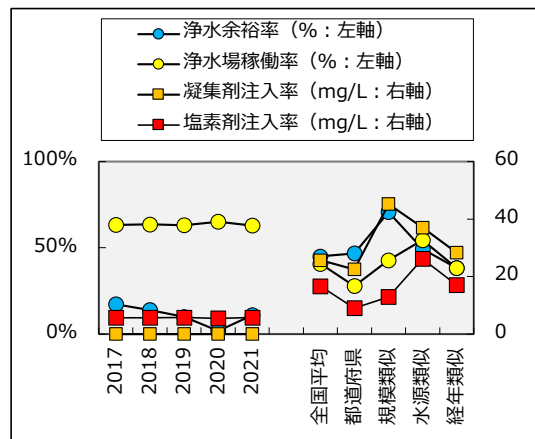 浄水余裕率（%：左軸）
浄水場稼働率（%：左軸）
凝集剤注入率（mg/L：右軸）
塩素剤注入率（mg/L：右軸）
100%
50%
0%
60
40
20
0
2017
2018
2019
2020
2021
全国平均
都道府県
規模類似
水源類似
経年類似